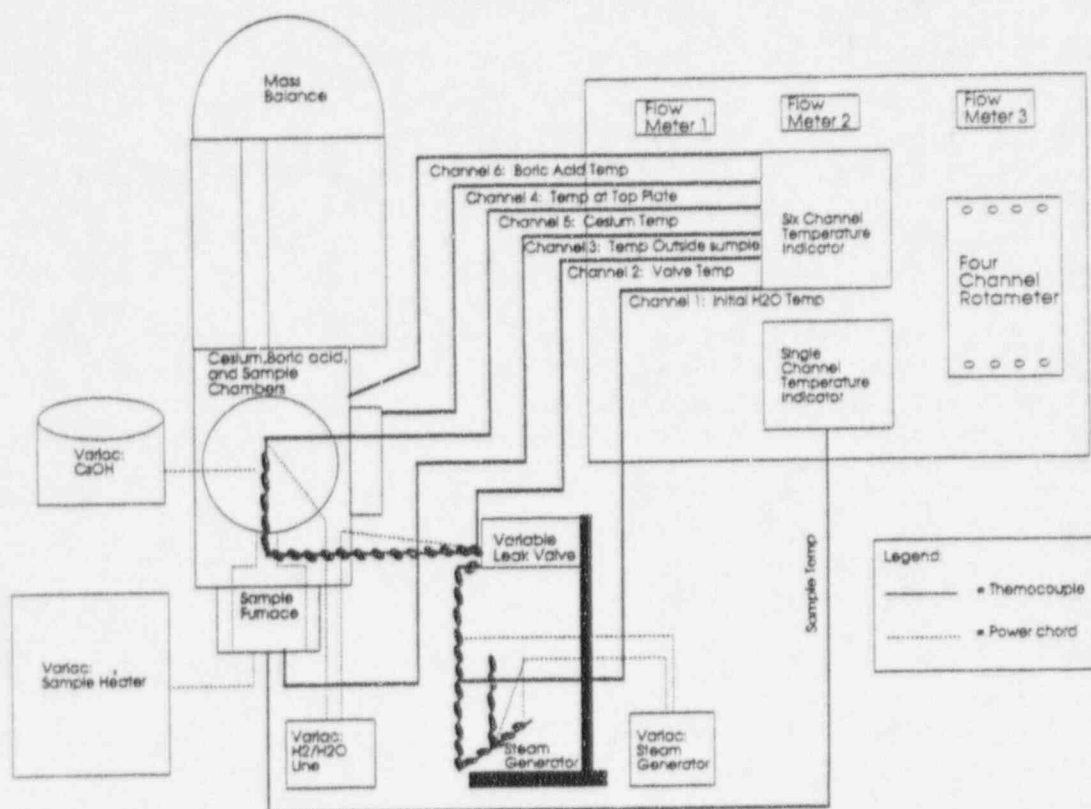 Mass
Balance
Flow
Meter 1
Flow
Meter 2
Flow
Meter 3
Channel 6: Boric Acid Temp
Channel 4: Temp at Top Plate
Channel 5: Cesium Temp
Channel 3: Temp Outside sumple
Channel 2: Valve Temp
Channel 1: Initial H2O Temp
Six Channel
Temperature
Indicator
Four
Channel
Rotameter
Single
Channel
Temperature
Indicator
Cesium, Boric acid,
and Sample
Chambers
Variac:
CsOH
Variable
Leak Valve
Sample
Furnace
Sample Temp
Legend:
= Themocouple
= Power chord
Variac:
Sample Heater
Variac:
H2/H2O
Line
Steam
Generator
Variac:
Steam
Generator